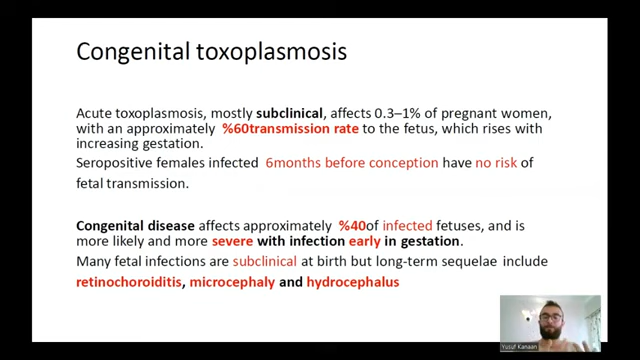 Congenital toxoplasmosis
Acute toxoplasmosis, mostly subclinical, affects 0.3–1% of pregnant women,
with an approximately %60transmission rate to the fetus, which rises with
increasing gestation.
Seropositive females infected 6months before conception have no risk of
fetal transmission.
Congenital disease affects approximately %40of infected fetuses, and is
more likely and more severe with infection early in gestation.
Many fetal infections are subclinical at birth but long-term sequelae include
retinochoroiditis, microcephaly and hydrocephalus
Yusuf Kanaan